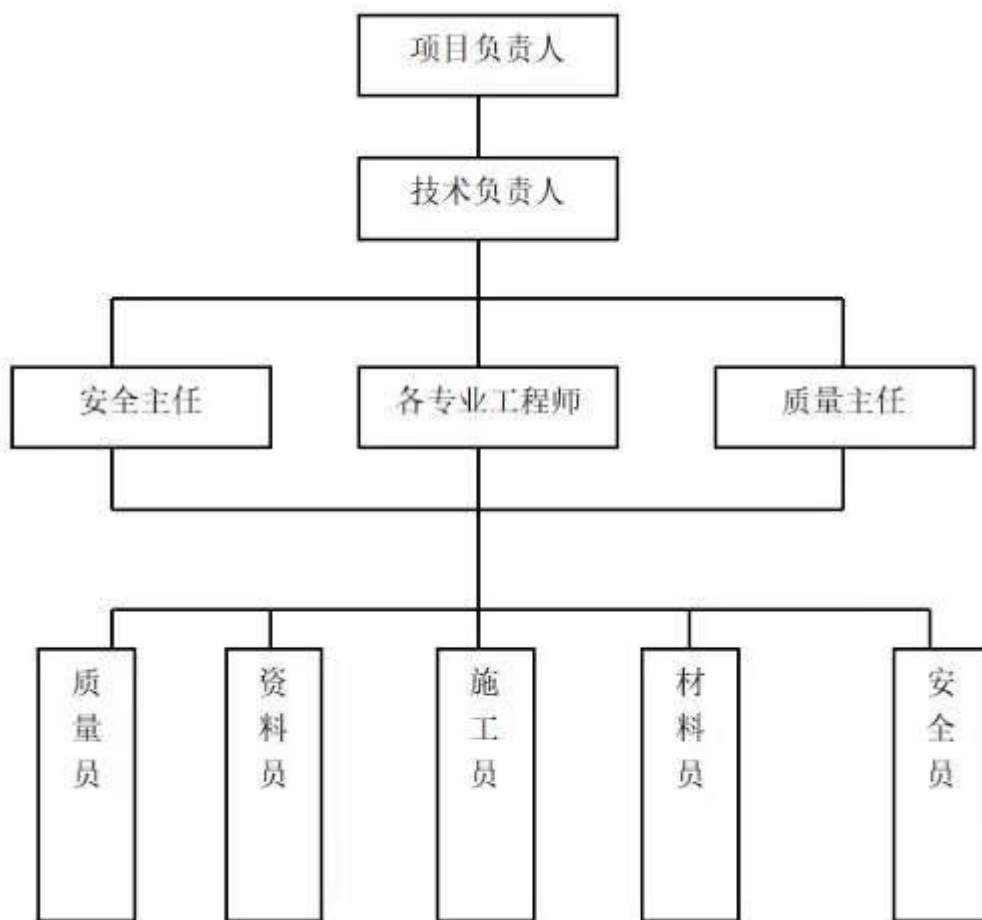 项目负责人
技术负责人
安全主任
各专业工程师
质量主任
质量员
资料员
施工员
材料员
安全员